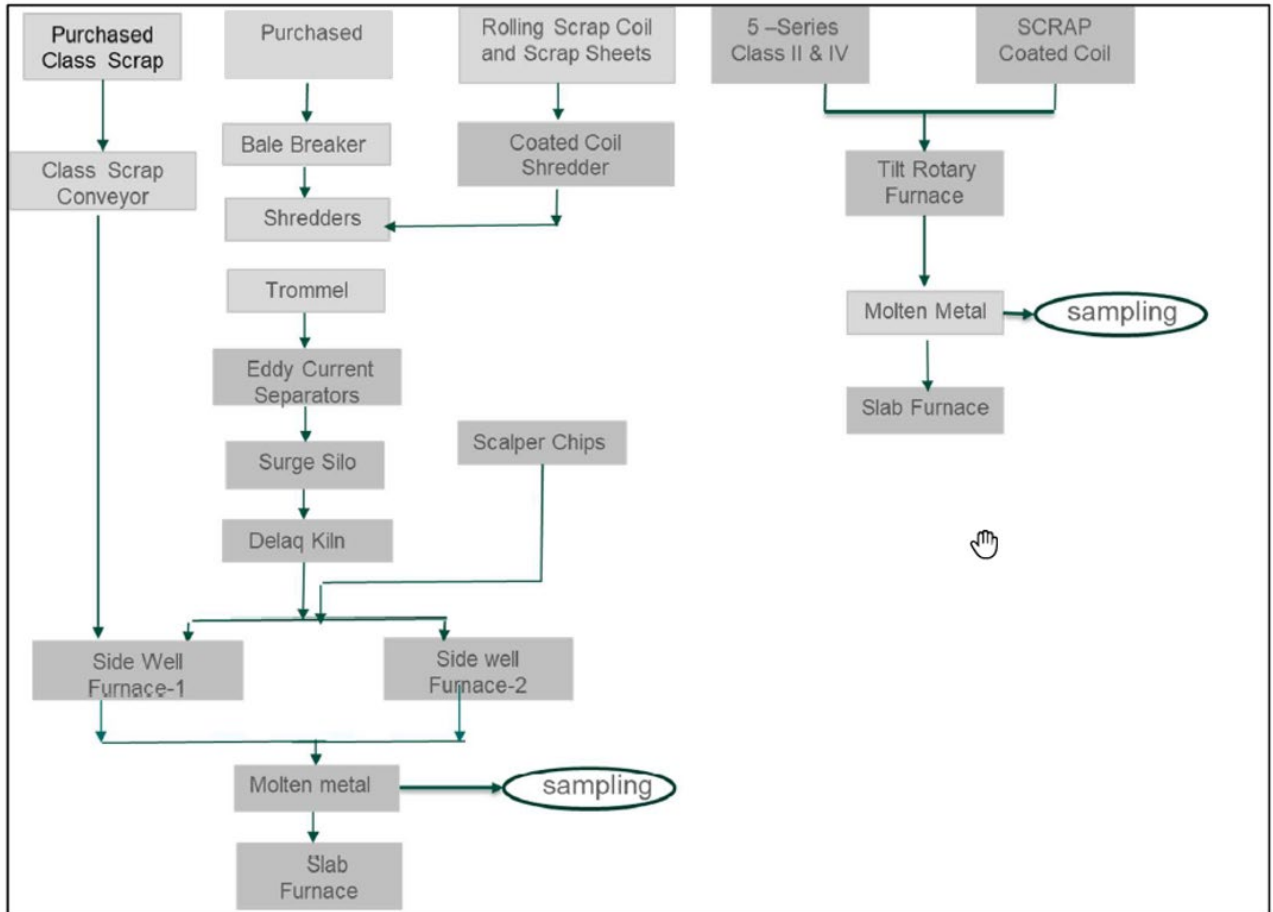 Purchased
Class Scrap
Purchased
Rolling Scrap Coil
and Scrap Sheets
5 –Series
Class II & IV
SCRAP
Coated Coil
Class Scrap
Conveyor
Bale Breaker
Coated Coil
Shredder
Tilt Rotary
Furnace
Shredders
Trommel
Molten Metal
sampling
Eddy Current
Separators
Slab Furnace
Surge Silo
Scalper Chips
Delaq Kiln
Side Well
Furnace-1
Side well
Furnace-2
Molten metal
sampling
Slab
Furnace